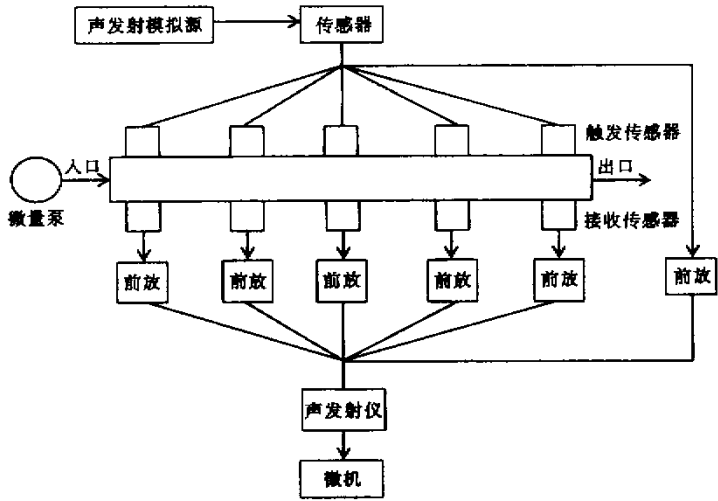 声发射模拟源
传感器
触发传感器
入口
出口
微量泵
接收传感器
前放
前放
前放
前放
前放
前放
声发射仪
微机